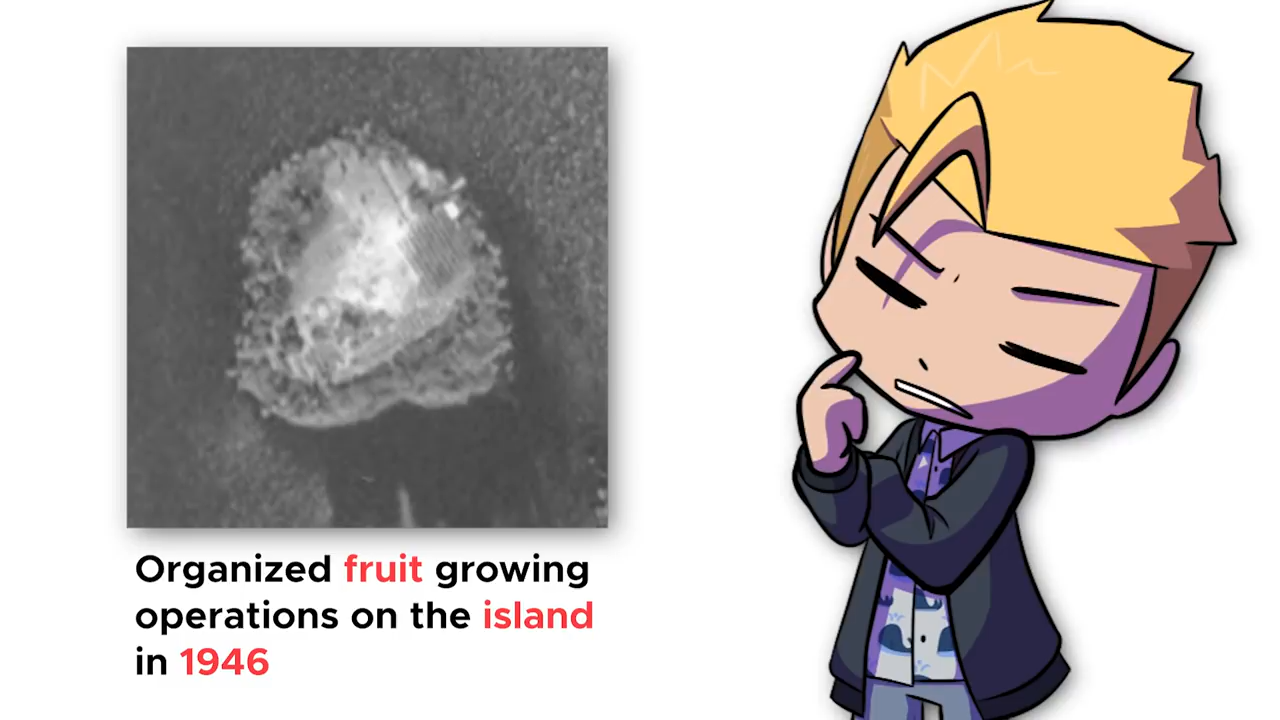 Organized fruit growing
operations on the island
in 1946